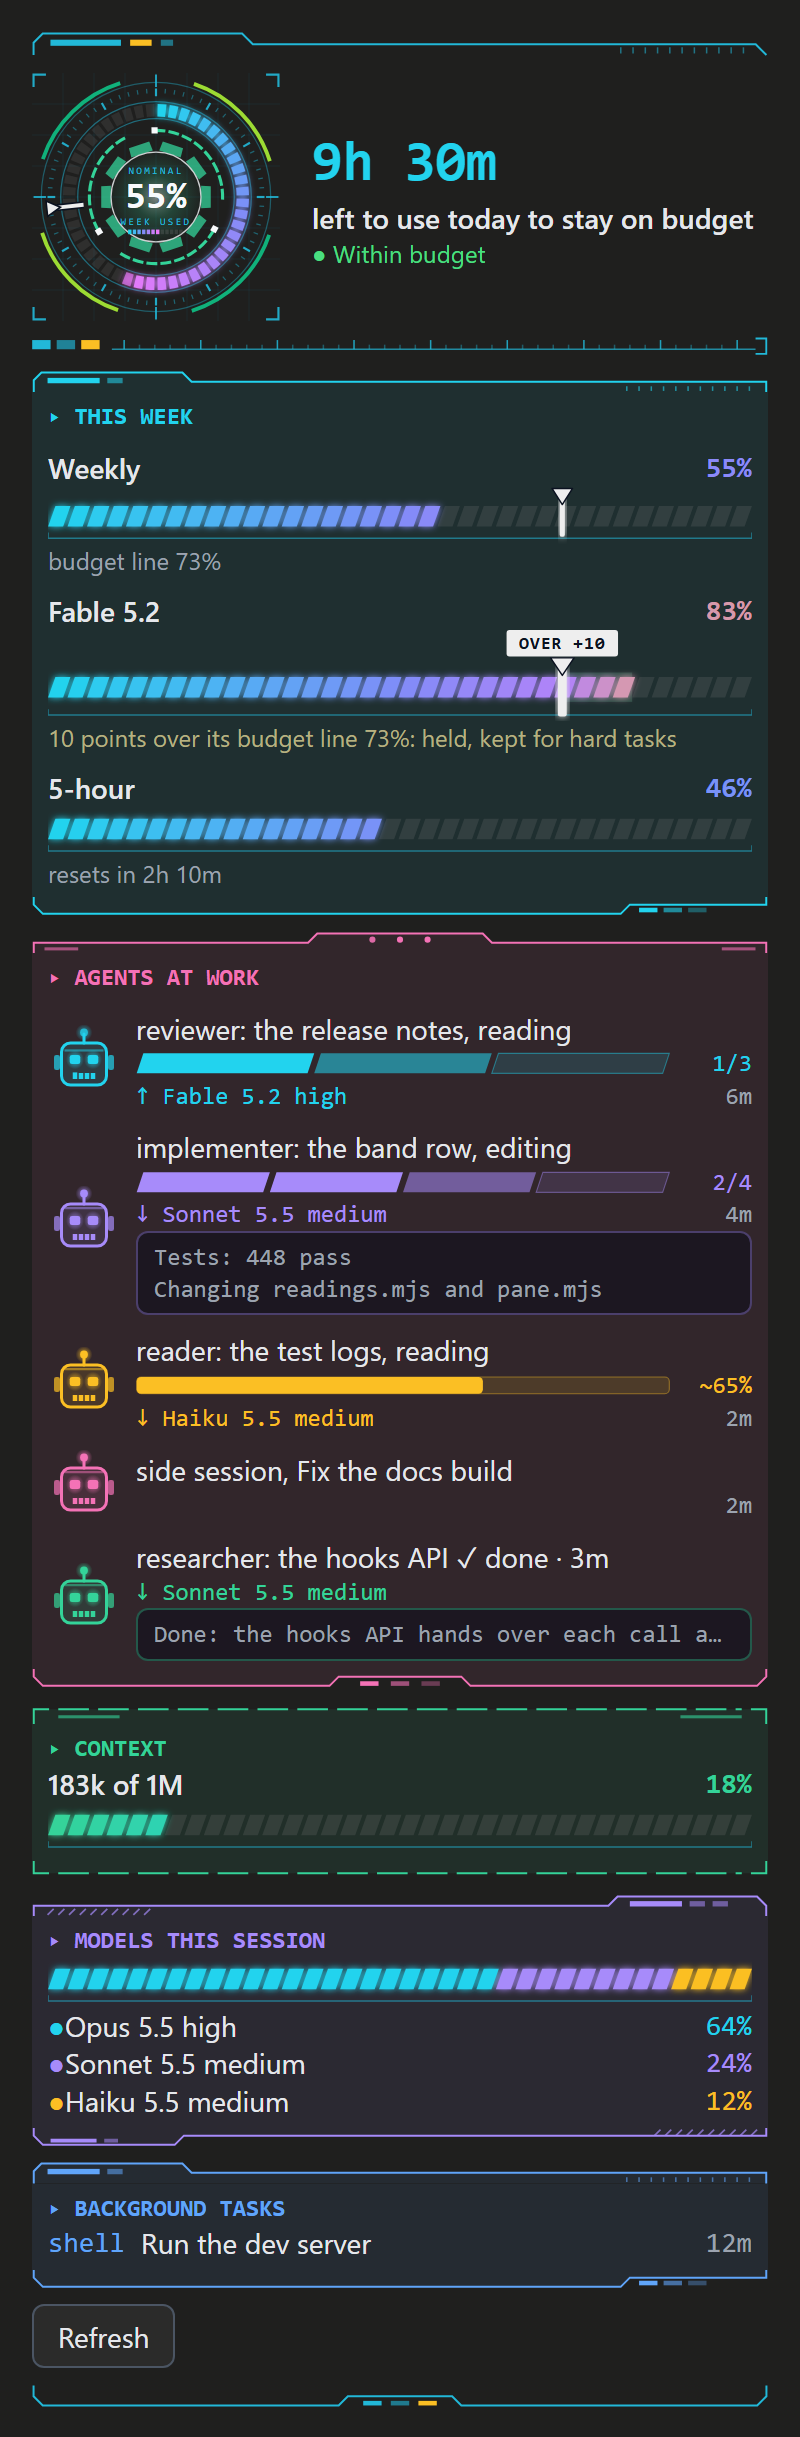 NOMINAL
55%
WEEK USED
9h 30m
left to use today to stay on budget
● Within budget
▸ THIS WEEK
Weekly 55%
budget line 73%
Fable 5.2 83%
OVER +10
10 points over its budget line 73%: held, kept for hard tasks
5-hour 46%
resets in 2h 10m
▸ AGENTS AT WORK
reviewer: the release notes, reading
1/3
↑ Fable 5.2 high 6m
implementer: the band row, editing
2/4
↓ Sonnet 5.5 medium 4m
Tests: 448 pass
Changing readings.mjs and pane.mjs
reader: the test logs, reading
~65%
↓ Haiku 5.5 medium 2m
side session, Fix the docs build
2m
researcher: the hooks API ✓ done · 3m
↓ Sonnet 5.5 medium
Done: the hooks API hands over each call a…
▸ CONTEXT
183k of 1M 18%
▸ MODELS THIS SESSION
●Opus 5.5 high 64%
●Sonnet 5.5 medium 24%
●Haiku 5.5 medium 12%
▸ BACKGROUND TASKS
shell Run the dev server 12m
Refresh